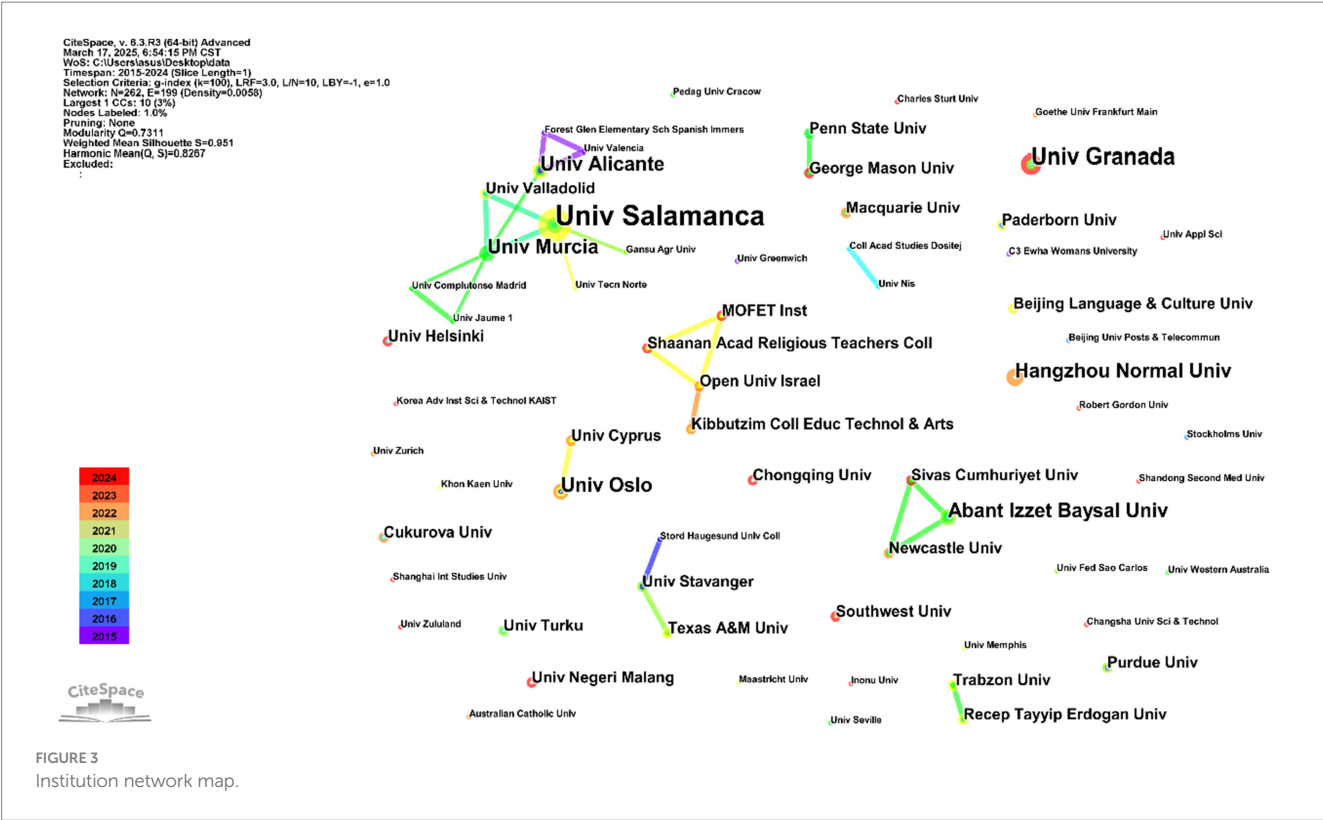 CiteSpace, v. 6.3.R3 (64-bit) Advanced
March 17, 2025, 6:54:15 PM CST
WoS: C:\Users\asus\Desktop\data
Timespan: 2015-2024 (Slice Length=1)
Selection Criteria: g-index (k=100), LRF=3.0, L/N=10, LBY=-1, e=1.0
Network: N=262, E=199 (Density=0.0058)
Largest 1 CCs: 10 (3%)
Nodes Labeled: 1.0%
Pruning: None
Modularity Q=0.7311
Weighted Mean Silhouette S=0.951
Harmonic Mean(Q, S)=0.8267
Excluded:
:
Pedag Univ Cracow
Charles Sturt Univ
Goethe Univ Frankfurt Main
Forest Glen Elementary Sch Spanish Immers
Penn State Univ
Univ Valencia
Univ Granada
Univ Alicante
George Mason Univ
Univ Valladolid
Univ Salamanca
Macquarie Univ
Paderborn Univ
Univ Appl Sci
Univ Murcia
Gansu Agr Univ
Coll Acad Studies Dositej
C3 Ewha Womans University
Univ Greenwich
Univ Complutense Madrid
Univ Tecn Norte
Univ Nis
Beijing Language & Culture Univ
MOFET Inst
Univ Jaume 1
Univ Helsinki
Beijing Univ Posts & Telecommun
Shaanan Acad Religious Teachers Coll
Hangzhou Normal Univ
Open Univ Israel
Korea Adv Inst Sci & Technol KAIST
Robert Gordon Univ
Kibbutzim Coll Educ Technol & Arts
Univ Cyprus
Stockholms Univ
Univ Zurich
Chongqing Univ
Sivas Cumhuriyet Univ
Shandong Second Med Univ
Khon Kaen Univ
Univ Oslo
Abant Izzet Baysal Univ
Cukurova Univ
Stord Haugesund Univ Coll
Newcastle Univ
Univ Fed Sao Carlos
Univ Western Australia
Shanghai Int Studies Univ
Univ Stavanger
Southwest Univ
Univ Zululand
Univ Turku
Texas A&M Univ
Changsha Univ Sci & Technol
Univ Memphis
Purdue Univ
Univ Negeri Malang
Maastricht Univ
Inonu Univ
Trabzon Univ
Australian Catholic Univ
Univ Seville
Recep Tayyip Erdogan Univ
2024
2023
2022
2021
2020
2019
2018
2017
2016
2015
CiteSpace
FIGURE 3
Institution network map.